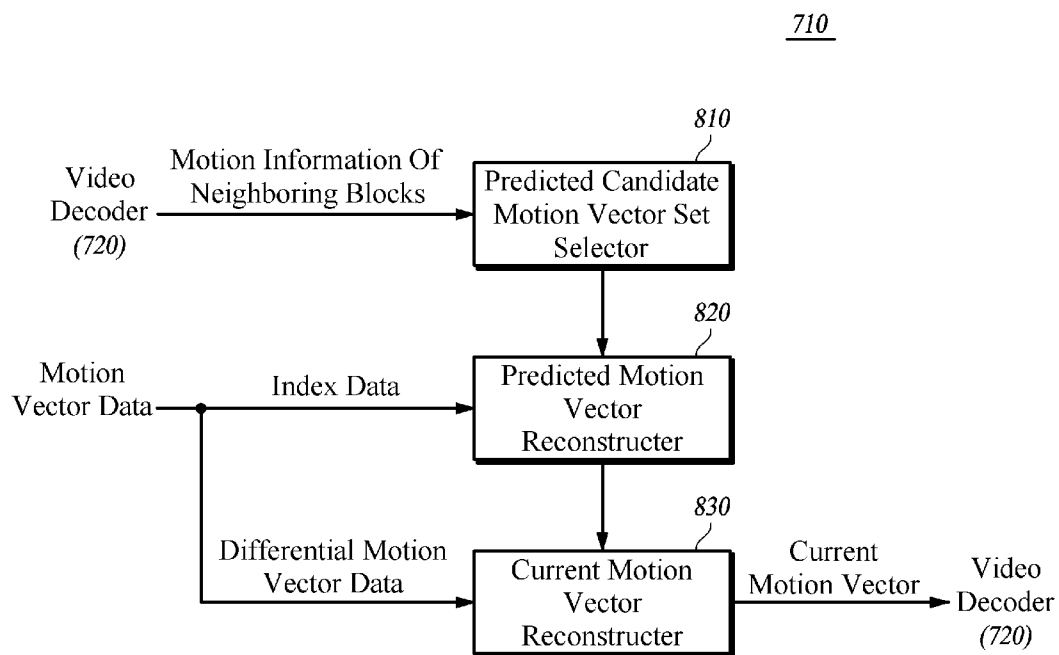 710
810
Video
Decoder
(720)
Motion Information Of
Neighboring Blocks
Predicted Candidate
Motion Vector Set
Selector
820
Motion
Vector Data
Index Data
Predicted Motion
Vector
Reconstructer
830
Differential Motion
Vector Data
Current Motion
Vector
Reconstructer
Current
Motion Vector
Video
Decoder
(720)